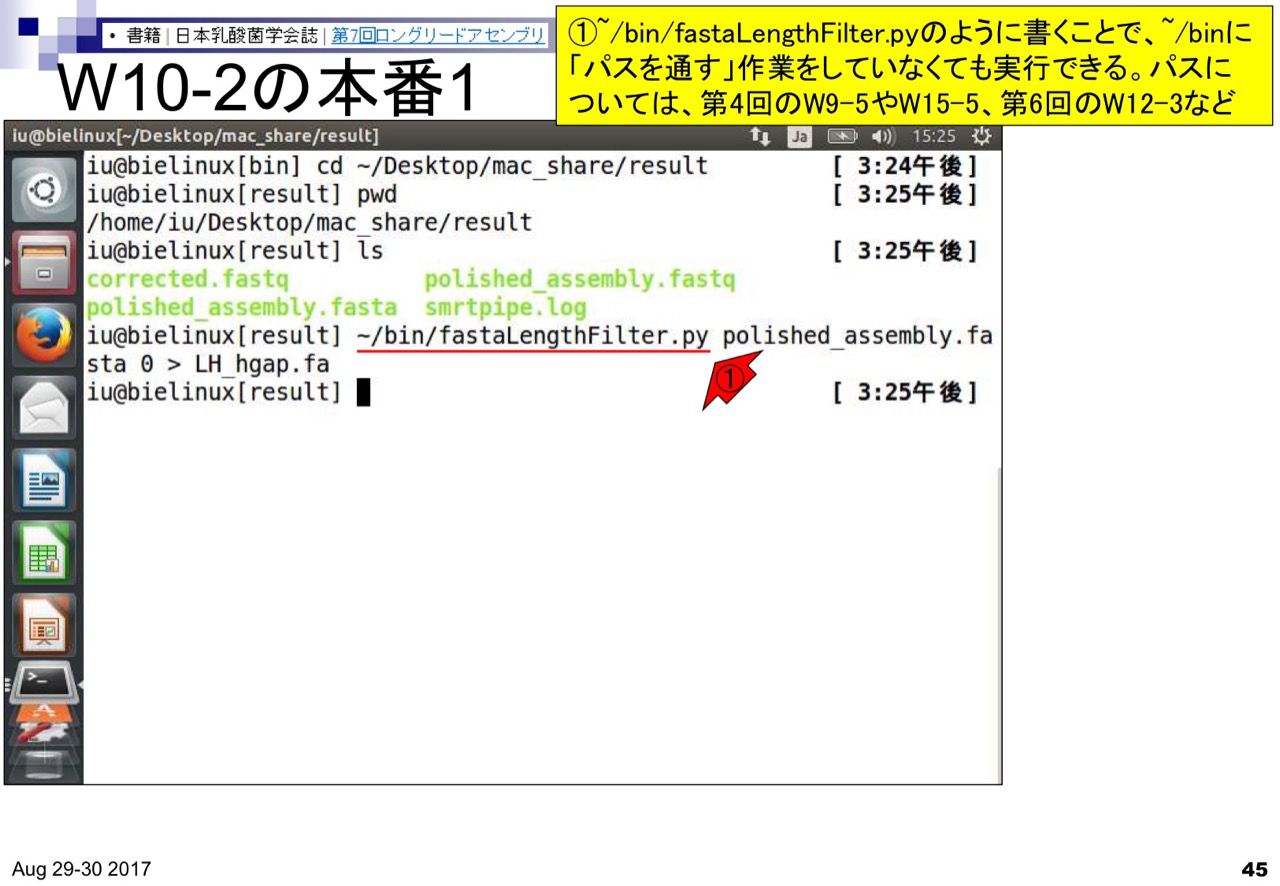 • 書籍 | 日本乳酸菌学会誌 | 第7回ロングリードアセンブリ
W10-2の本番1
①~/bin/fastaLengthFilter.pyのように書くことで、~/binに
「パスを通す」作業をしていなくても実行できる。パスに
ついては、第4回のW9-5やW15-5、第6回のW12-3など
iu@bielinux[~/Desktop/mac_share/result] Ja 15:25
iu@bielinux[bin] cd ~/Desktop/mac_share/result [ 3:24午後]
iu@bielinux[result] pwd [ 3:25午後]
/home/iu/Desktop/mac_share/result
iu@bielinux[result] ls [ 3:25午後]
corrected.fastq polished_assembly.fastq
polished_assembly.fasta smrtpipe.log
iu@bielinux[result] ~/bin/fastaLengthFilter.py polished_assembly.fa
sta 0 > LH_hgap.fa
①
iu@bielinux[result] [ 3:25午後]
Aug 29-30 2017
45